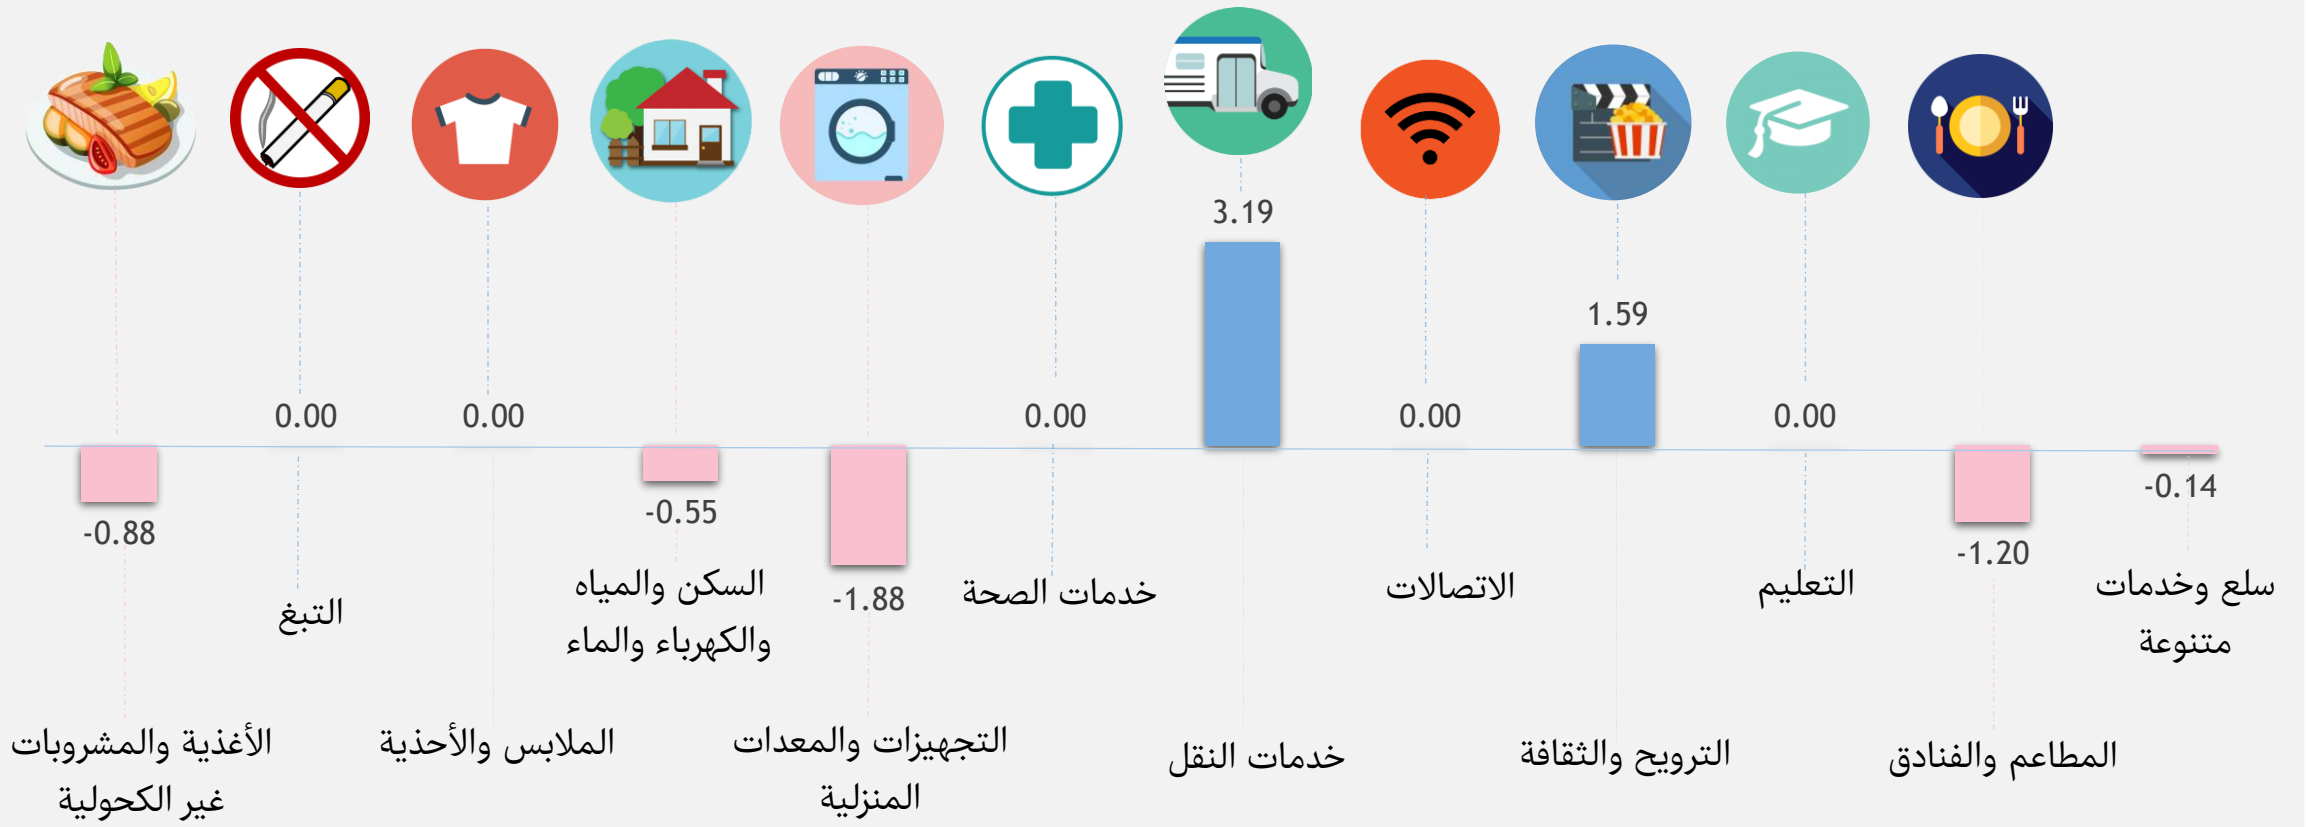 3.19
1.59
0.00
0.00
0.00
0.00
0.00
-0.88
-0.55
-1.88
-1.20
-0.14
الأغذية والمشروبات
غير الكحولية
التبغ
الملابس والأحذية
السكن والمياه
والكهرباء والماء
التجهيزات والمعدات
المنزلية
خدمات الصحة
خدمات النقل
الاتصالات
الترويح والثقافة
التعليم
المطاعم والفنادق
سلع وخدمات
متنوعة